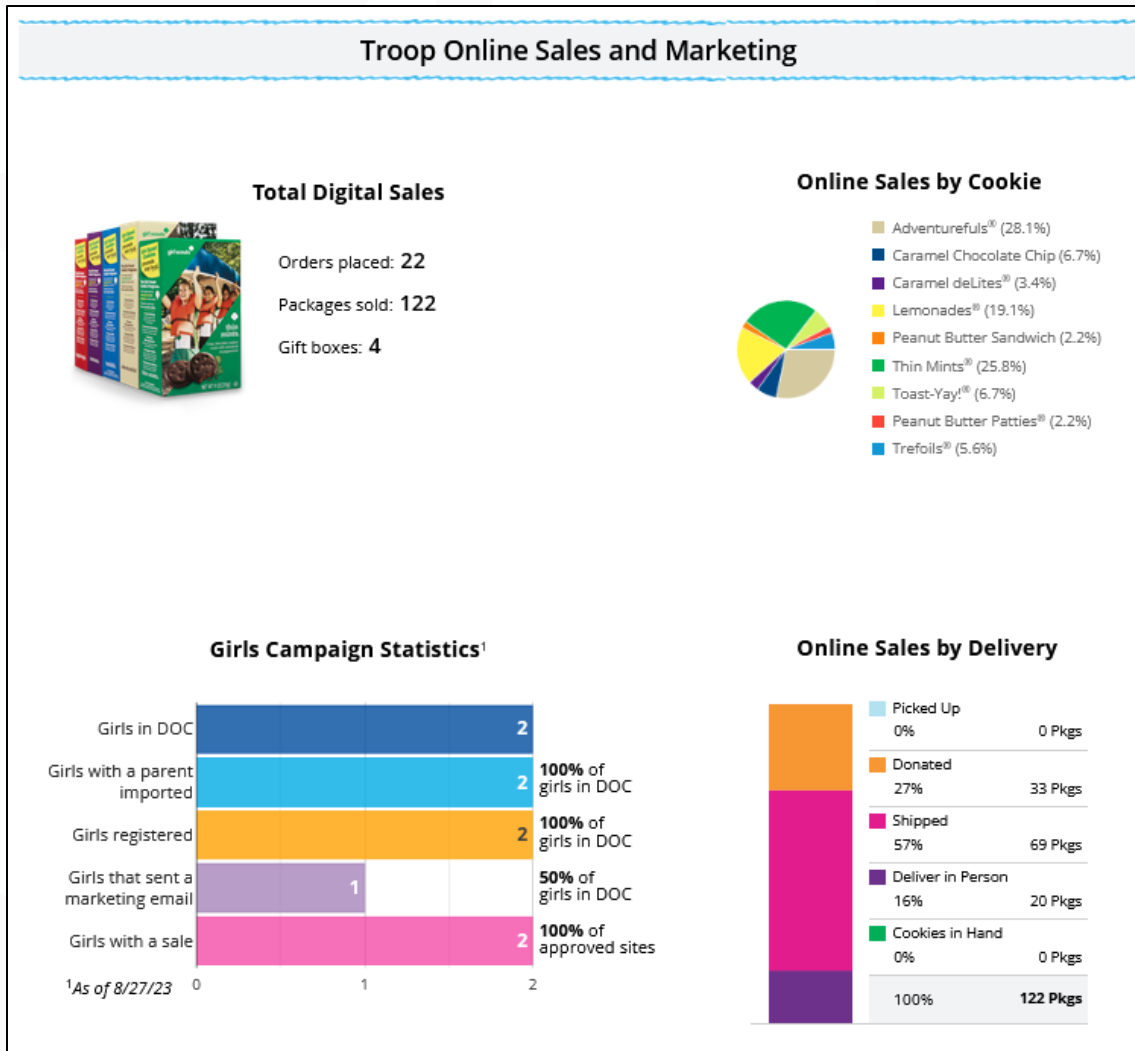 Troop Online Sales and Marketing
Total Digital Sales
thin
mints
Orders placed: 22
Packages sold: 122
Gift boxes: 4
Online Sales by Cookie
Adventurefuls® (28.1%)
Caramel Chocolate Chip (6.7%)
Caramel deLites® (3.4%)
Lemonades® (19.1%)
Peanut Butter Sandwich (2.2%)
Thin Mints® (25.8%)
Toast-Yay!® (6.7%)
Peanut Butter Patties® (2.2%)
Trefoils® (5.6%)
Girls Campaign Statistics¹
Girls in DOC
2
Girls with a parent
imported
2
100% of
girls in DOC
Girls registered
2
100% of
girls in DOC
Girls that sent a
marketing email
1
50% of
girls in DOC
Girls with a sale
2
100% of
approved sites
0 1 2
¹As of 8/27/23
Online Sales by Delivery
Picked Up
0% 0 Pkgs
Donated
27% 33 Pkgs
Shipped
57% 69 Pkgs
Deliver in Person
16% 20 Pkgs
Cookies in Hand
0% 0 Pkgs
100% 122 Pkgs